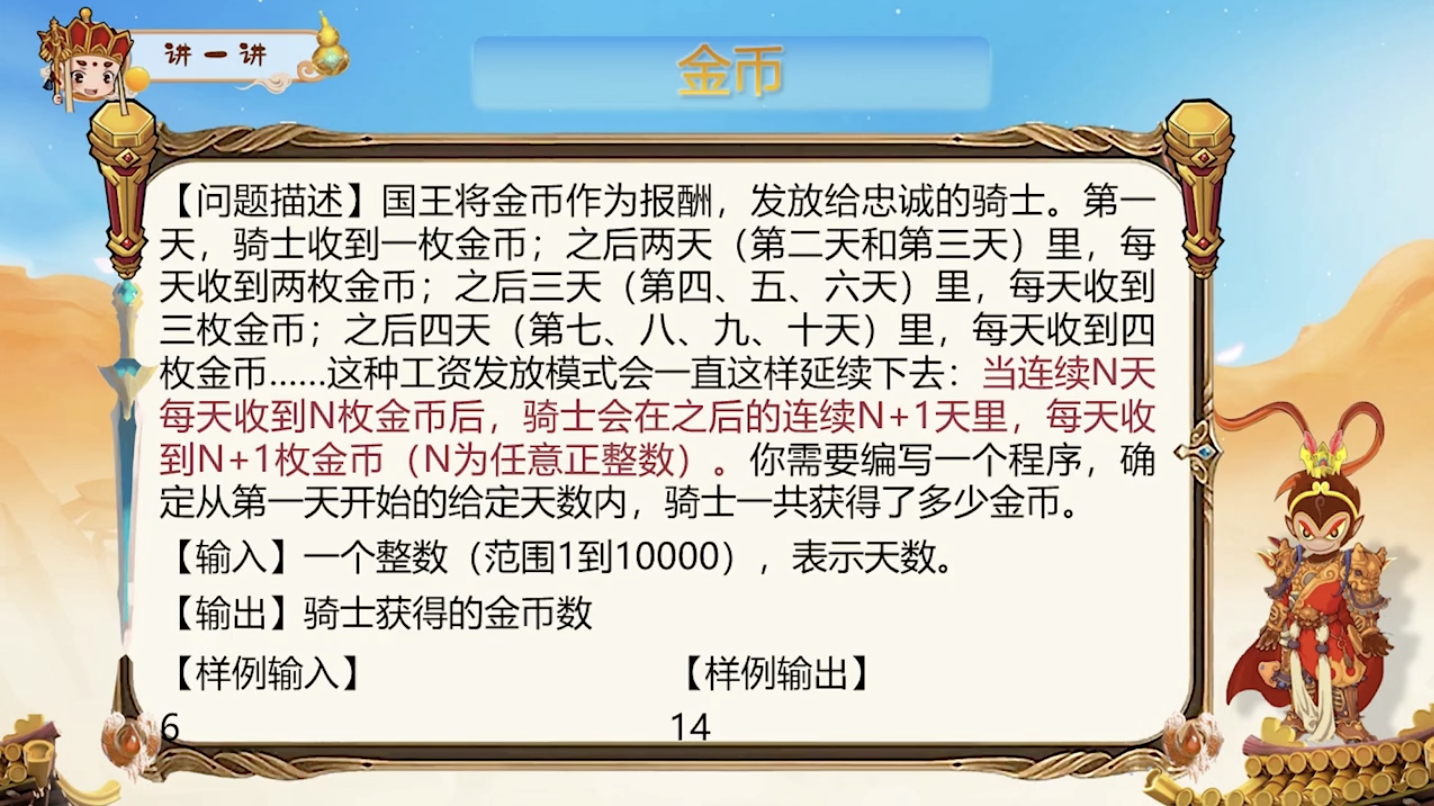 讲一讲
金币
【问题描述】国王将金币作为报酬，发放给忠诚的骑士。第一
天，骑士收到一枚金币；之后两天（第二天和第三天）里，每
天收到两枚金币；之后三天（第四、五、六天）里，每天收到
三枚金币；之后四天（第七、八、九、十天）里，每天收到四
枚金币......这种工资发放模式会一直这样延续下去：当连续N天
每天收到N枚金币后，骑士会在之后的连续N+1天里，每天收
到N+1枚金币（N为任意正整数）。你需要编写一个程序，确
定从第一天开始的给定天数内，骑士一共获得了多少金币。
【输入】一个整数（范围1到10000），表示天数。
【输出】骑士获得的金币数
【样例输入】 【样例输出】
6 14